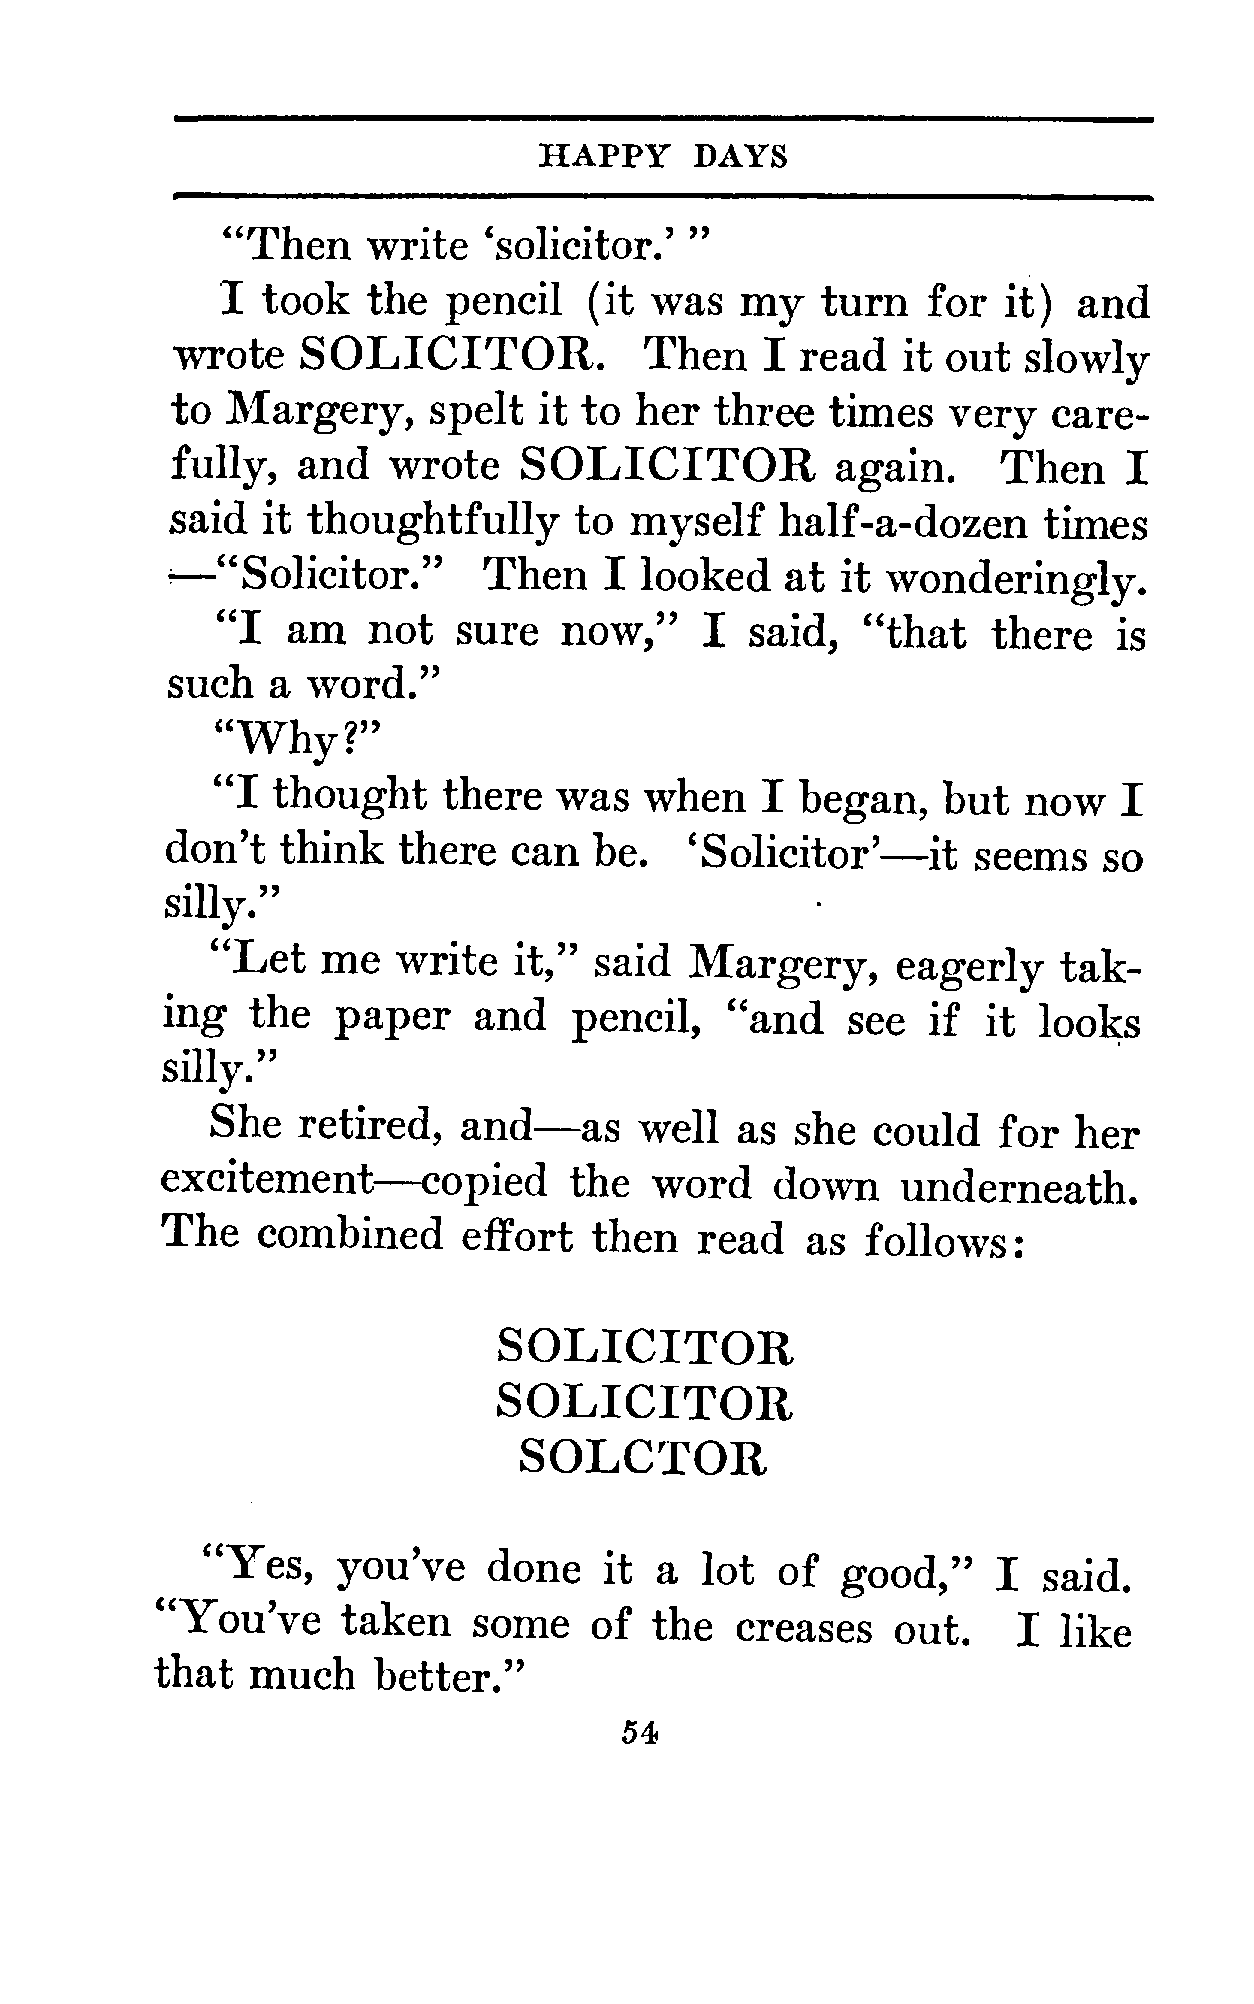 HAPPY DAYS
“Then write ‘solicitor.’ ”
I took the pencil (it was my turn for it) and
wrote SOLICITOR. Then I read it out slowly
to Margery, spelt it to her three times very care-
fully, and wrote SOLICITOR again. Then I
said it thoughtfully to myself half-a-dozen times
—“Solicitor.” Then I looked at it wonderingly.
“I am not sure now,” I said, “that there is
such a word.”
“Why?”
“I thought there was when I began, but now I
don't think there can be. ‘Solicitor’—it seems so
silly.”
“Let me write it,” said Margery, eagerly tak-
ing the paper and pencil, “and see if it looks
silly.”
She retired, and—as well as she could for her
excitement—copied the word down underneath.
The combined effort then read as follows:
SOLICITOR
SOLICITOR
SOLCTOR
“Yes, you've done it a lot of good,” I said.
“You've taken some of the creases out. I like
that much better.”
54